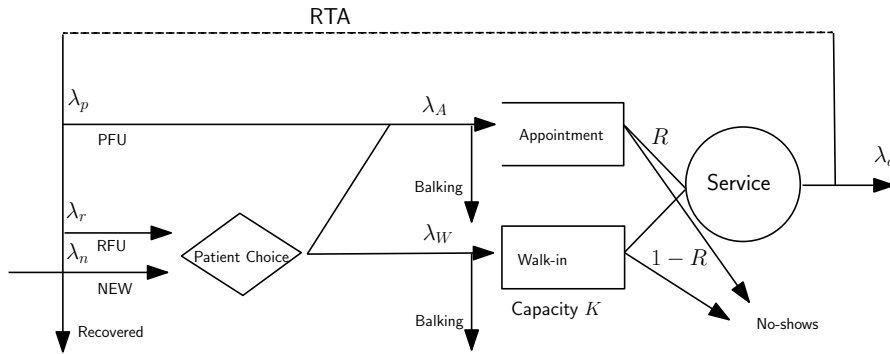 RTA
λ_p
λ_A
PFU
Appointment
R
Service
λ_d
Balking
λ_r
RFU
λ_W
λ_n
Patient Choice
Walk-in
1 − R
NEW
Capacity K
Recovered
Balking
No-shows